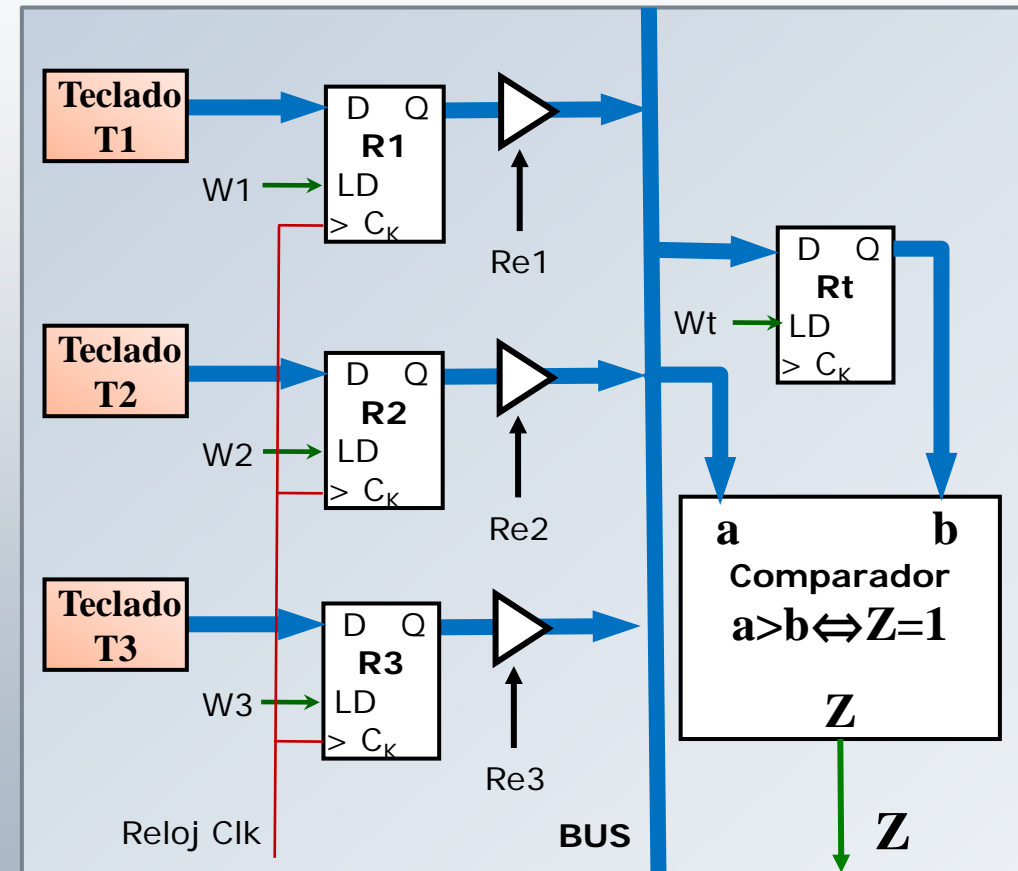 Teclado
T1
D Q
R1
W1
LD
> CK
Re1
Teclado
T2
D Q
R2
W2
LD
> CK
Re2
Teclado
T3
D Q
R3
W3
LD
> CK
Re3
Reloj Clk
BUS
D Q
Rt
Wt
LD
> CK
a b
Comparador
a>b⇔Z=1
Z
Z